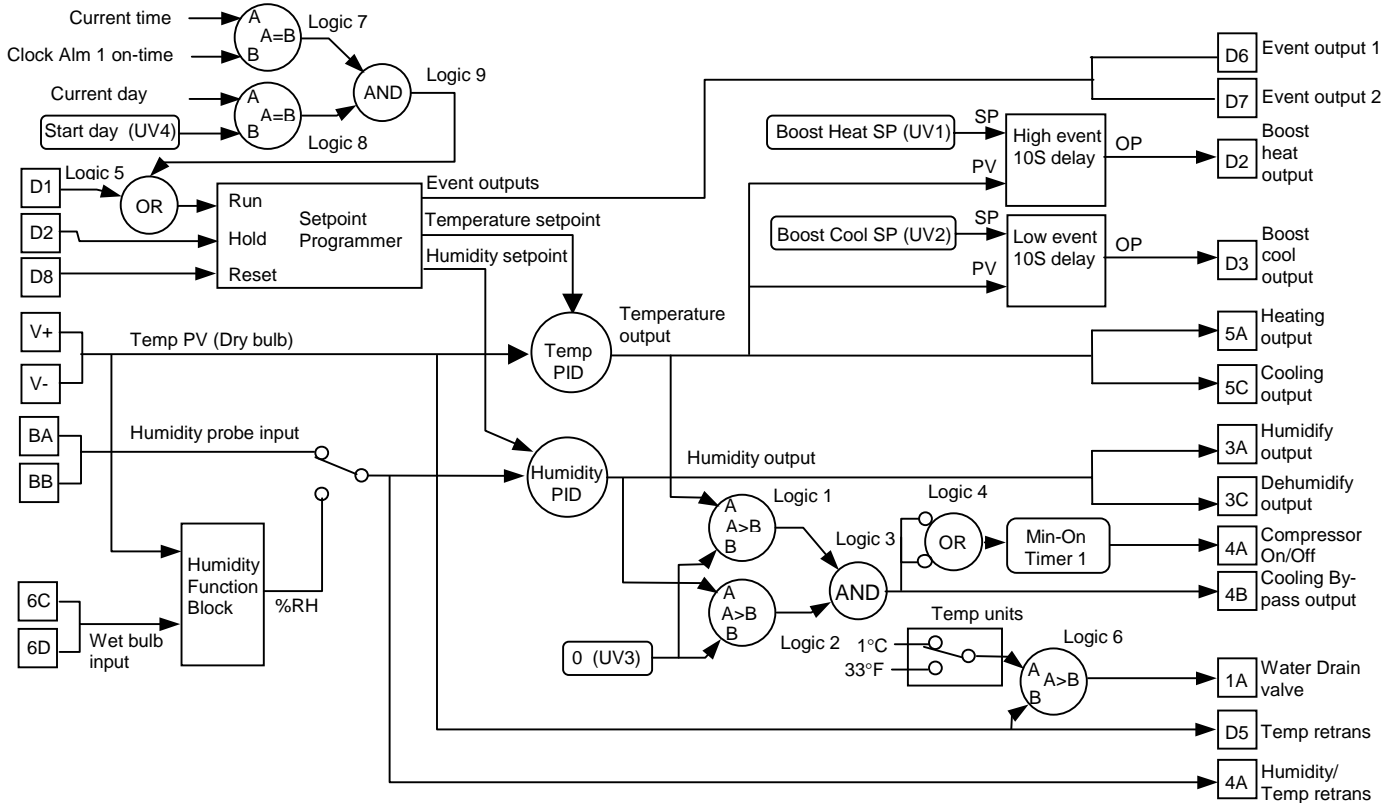 Current time
A
A=B
B
Logic 7
Clock Alm 1 on-time
Current day
Start day (UV4)
A
A=B
B
Logic 8
AND
Logic 9
D1
Logic 5
OR
D2
D8
Run
Hold
Reset
Setpoint
Programmer
Event outputs
Temperature setpoint
Humidity setpoint
D6
Event output 1
D7
Event output 2
Boost Heat SP (UV1)
SP
PV
High event
10S delay
OP
D2
Boost
heat
output
Boost Cool SP (UV2)
SP
PV
Low event
10S delay
OP
D3
Boost
cool
output
V+
V-
Temp PV (Dry bulb)
Temp
PID
Temperature
output
5A
Heating
output
5C
Cooling
output
BA
BB
Humidity probe input
Humidity
PID
Humidity output
3A
Humidify
output
3C
Dehumidify
output
6C
6D
Wet bulb
input
Humidity
Function
Block
%RH
A
A>B
B
Logic 1
A
A>B
B
Logic 2
0 (UV3)
Logic 3
AND
Logic 4
OR
Min-On
Timer 1
4A
Compressor
On/Off
4B
Cooling By-
pass output
Temp units
1°C
33°F
Logic 6
A
A>B
B
1A
Water Drain
valve
D5
Temp retrans
4A
Humidity/
Temp retrans